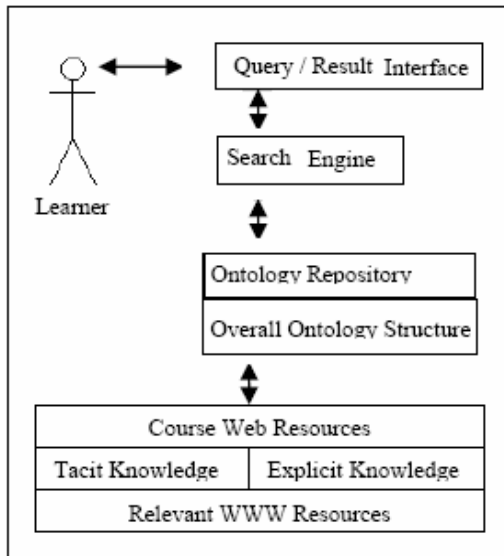 Query / Result Interface
Search Engine
Learner
Ontology Repository
Overall Ontology Structure
Course Web Resources
Tacit Knowledge
Explicit Knowledge
Relevant WWW Resources